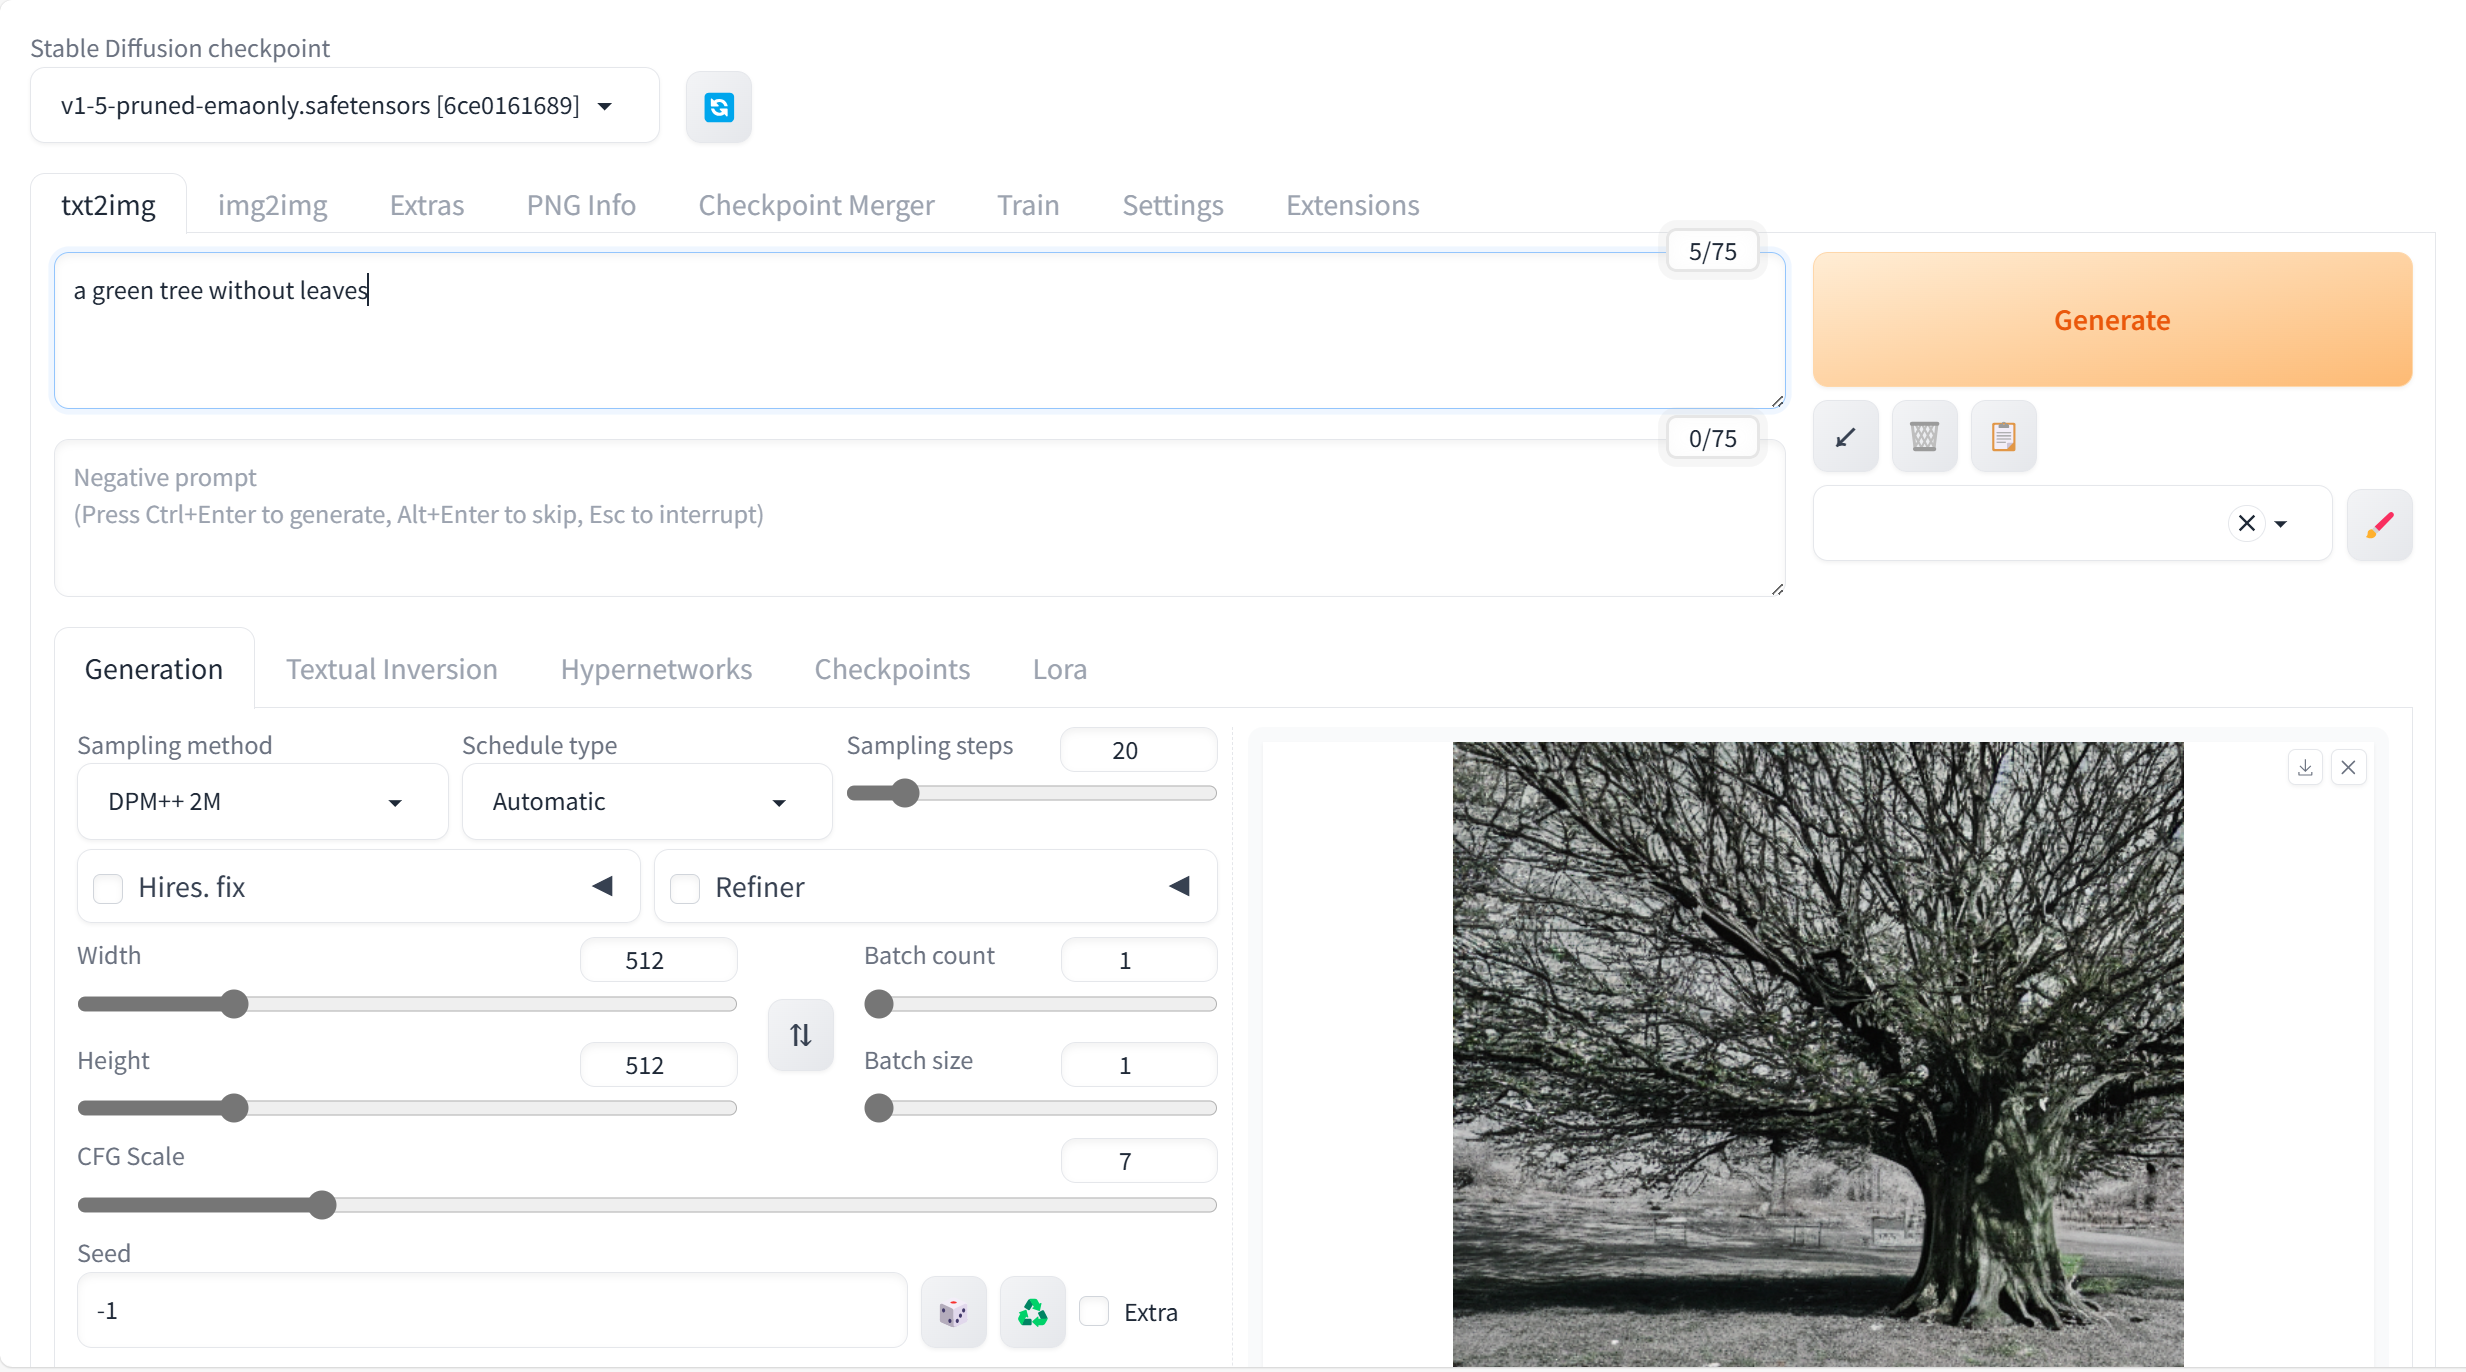 Stable Diffusion checkpoint
v1-5-pruned-emaonly.safetensors [6ce0161689]
txt2img img2img Extras PNG Info Checkpoint Merger Train Settings Extensions
5/75
a green tree without leaves
Generate
0/75
Negative prompt
(Press Ctrl+Enter to generate, Alt+Enter to skip, Esc to interrupt)
Generation Textual Inversion Hypernetworks Checkpoints Lora
Sampling method Schedule type Sampling steps 20
DPM++ 2M Automatic
Hires. fix Refiner
Width 512 Batch count 1
Height 512 Batch size 1
CFG Scale 7
Seed
-1 Extra